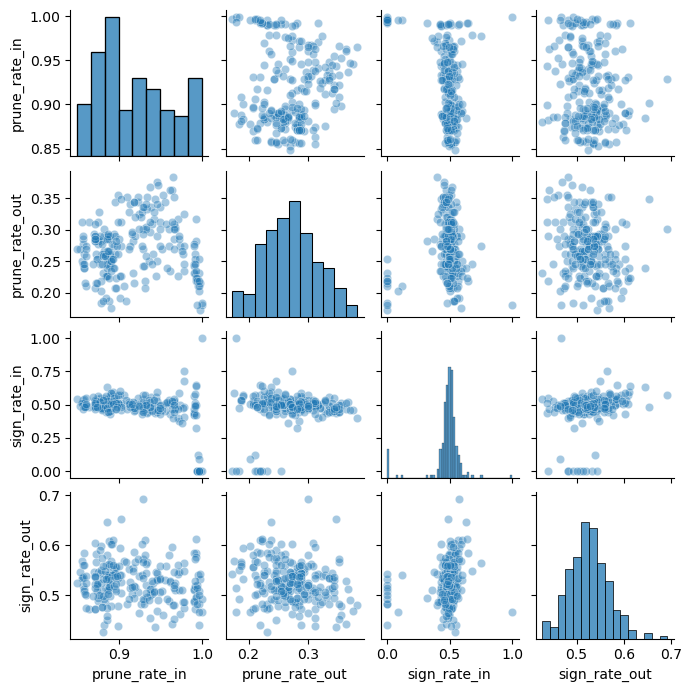 prune_rate_in
1.00
0.95
0.90
0.85
prune_rate_out
0.35
0.30
0.25
0.20
sign_rate_in
1.00
0.75
0.50
0.25
0.00
sign_rate_out
0.7
0.6
0.5
0.9 1.0 0.2 0.3 0.0 0.5 1.0 0.5 0.6 0.7
prune_rate_in prune_rate_out sign_rate_in sign_rate_out